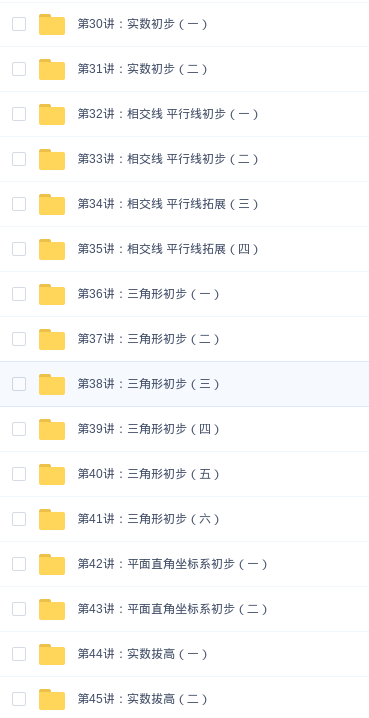 第30讲：实数初步（一）
第31讲：实数初步（二）
第32讲：相交线 平行线初步（一）
第33讲：相交线 平行线初步（二）
第34讲：相交线 平行线拓展（三）
第35讲：相交线 平行线拓展（四）
第36讲：三角形初步（一）
第37讲：三角形初步（二）
第38讲：三角形初步（三）
第39讲：三角形初步（四）
第40讲：三角形初步（五）
第41讲：三角形初步（六）
第42讲：平面直角坐标系初步（一）
第43讲：平面直角坐标系初步（二）
第44讲：实数拔高（一）
第45讲：实数拔高（二）